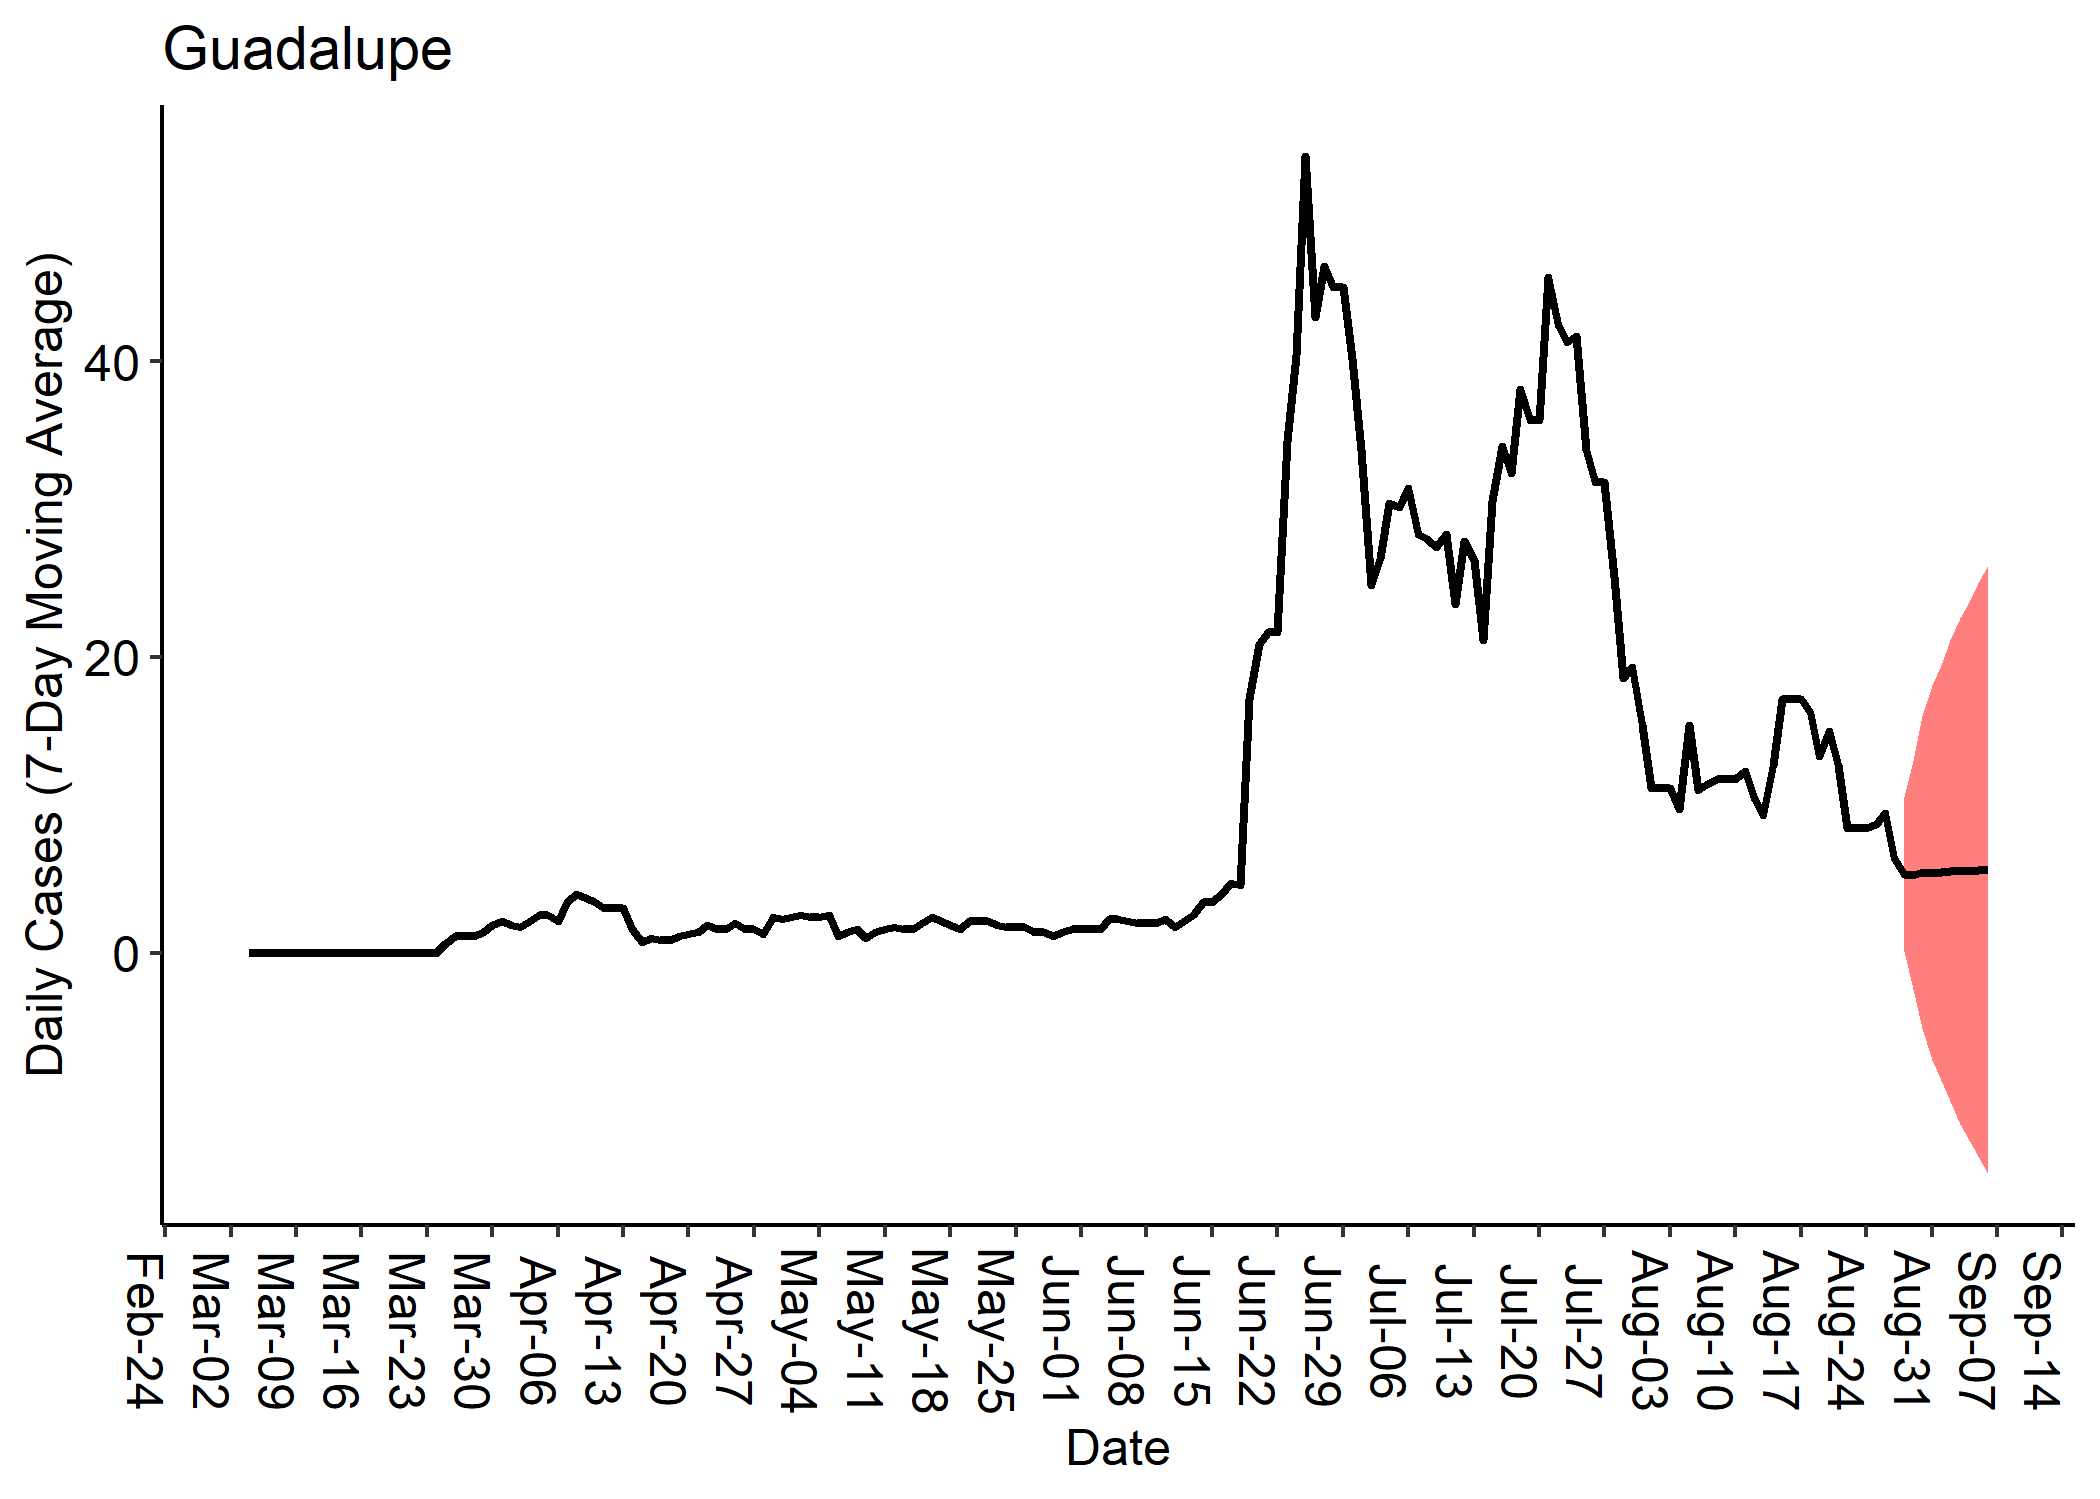 Guadalupe
Daily Cases (7-Day Moving Average)
40
20
0
Feb-24
Mar-02
Mar-09
Mar-16
Mar-23
Mar-30
Apr-06
Apr-13
Apr-20
Apr-27
May-04
May-11
May-18
May-25
Jun-01
Jun-08
Jun-15
Jun-22
Jun-29
Jul-06
Jul-13
Jul-20
Jul-27
Aug-03
Aug-10
Aug-17
Aug-24
Aug-31
Sep-07
Sep-14
Date